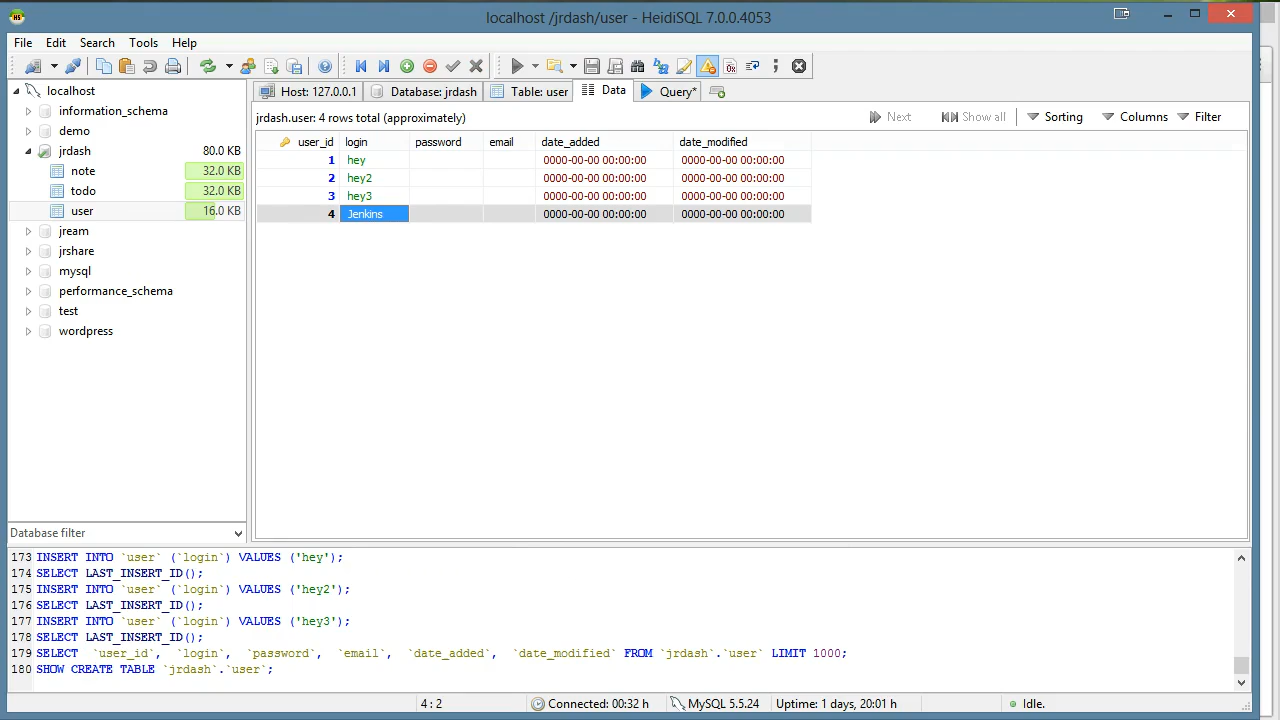 localhost /jrdash/user - HeidiSQL 7.0.0.4053
File Edit Search Tools Help
localhost
information_schema
demo
jrdash 80.0 KB
note 32.0 KB
todo 32.0 KB
user 16.0 KB
jream
jrshare
mysql
performance_schema
test
wordpress
Database filter
Host: 127.0.0.1 Database: jrdash Table: user Data Query*
jrdash.user: 4 rows total (approximately) Next Show all Sorting Columns Filter
user_id login password email date_added date_modified
1 hey 0000-00-00 00:00:00 0000-00-00 00:00:00
2 hey2 0000-00-00 00:00:00 0000-00-00 00:00:00
3 hey3 0000-00-00 00:00:00 0000-00-00 00:00:00
4 Jenkins 0000-00-00 00:00:00 0000-00-00 00:00:00
173 INSERT INTO `user` (`login`) VALUES ('hey');
174 SELECT LAST_INSERT_ID();
175 INSERT INTO `user` (`login`) VALUES ('hey2');
176 SELECT LAST_INSERT_ID();
177 INSERT INTO `user` (`login`) VALUES ('hey3');
178 SELECT LAST_INSERT_ID();
179 SELECT `user_id`, `login`, `password`, `email`, `date_added`, `date_modified` FROM `jrdash`.`user` LIMIT 1000;
180 SHOW CREATE TABLE `jrdash`.`user`;
4 : 2 Connected: 00:32 h MySQL 5.5.24 Uptime: 1 days, 20:01 h Idle.